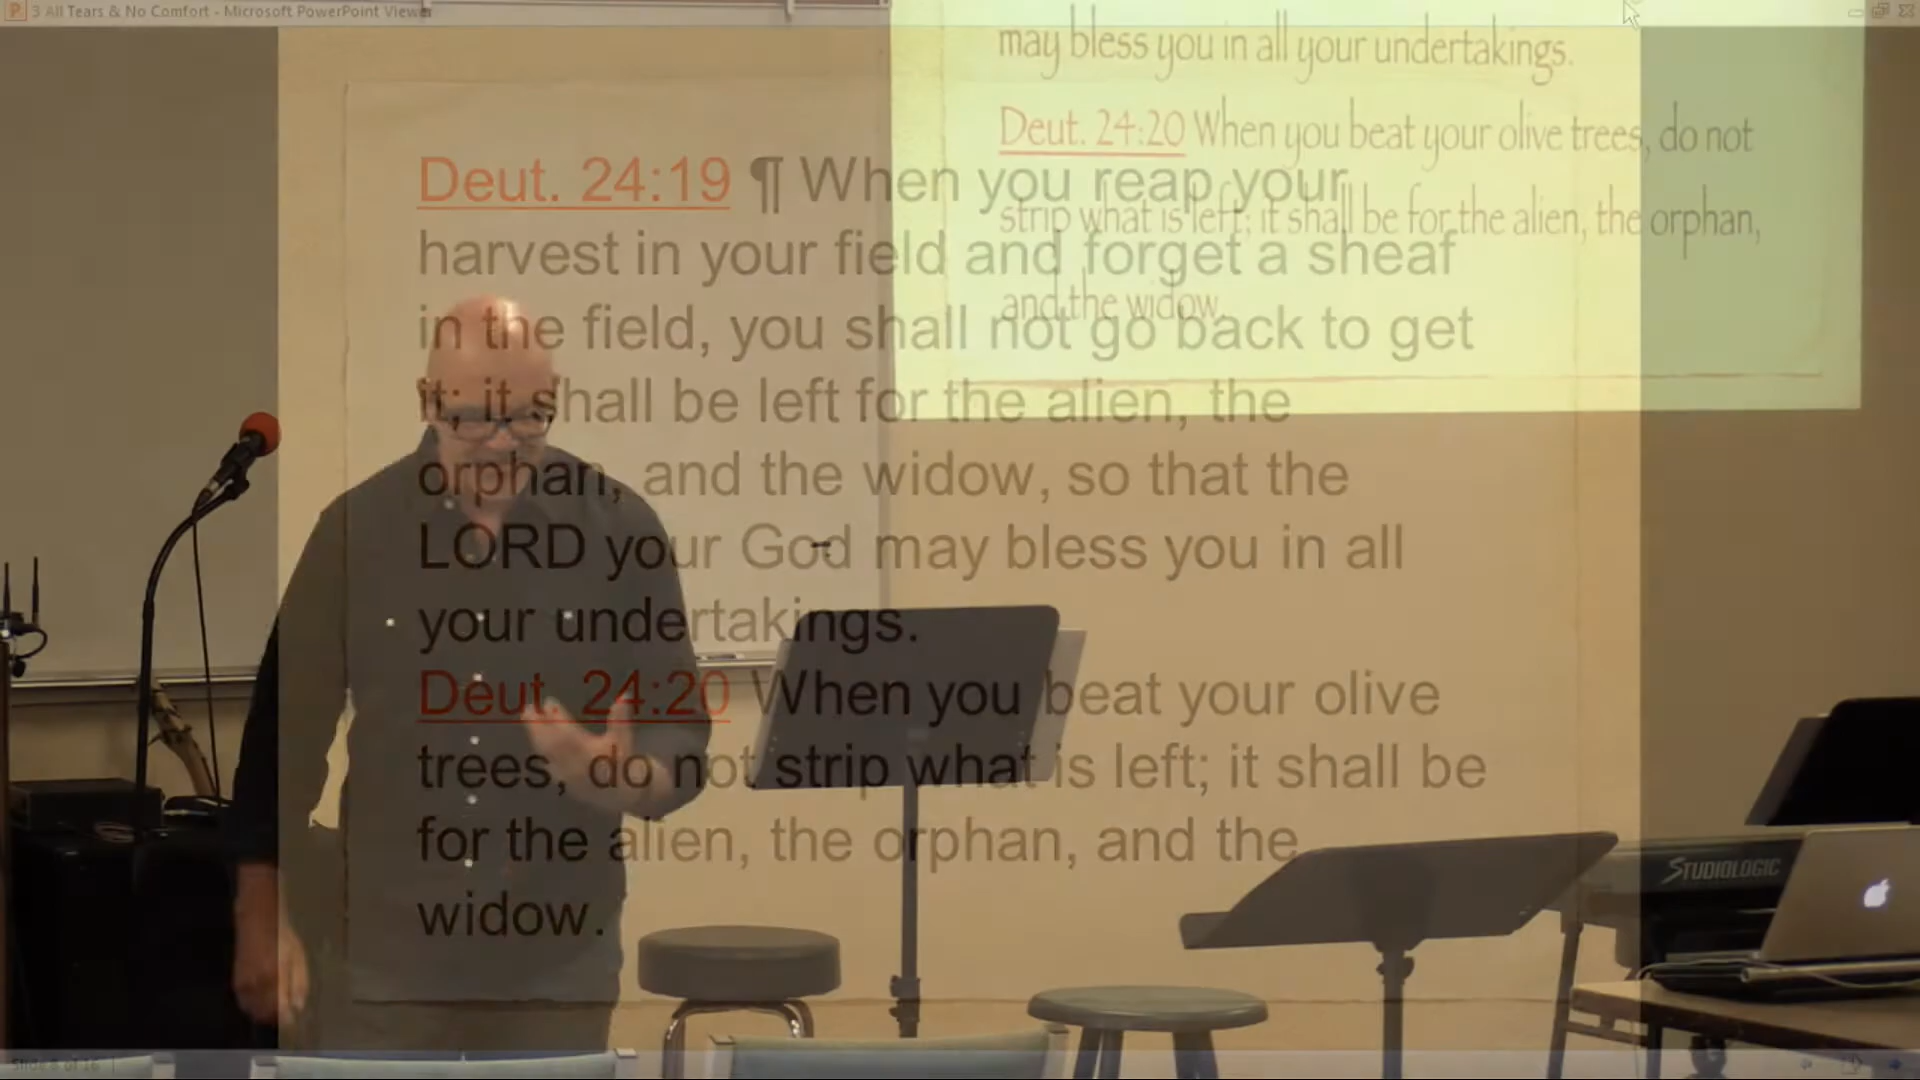 3 All Tears & No Comfort - Microsoft PowerPoint Viewer
may bless you in all your undertakings.
Deut. 24:20 When you beat your olive trees, do not
strip what is left; it shall be for the alien, the orphan,
and the widow.
Deut. 24:19 ¶ When you reap your
harvest in your field and forget a sheaf
in the field, you shall not go back to get
it; it shall be left for the alien, the
orphan, and the widow, so that the
LORD your God may bless you in all
your undertakings.
Deut. 24:20 When you beat your olive
trees, do not strip what is left; it shall be
for the alien, the orphan, and the
widow.
STUDIOLOGIC
Slide 8 of 16